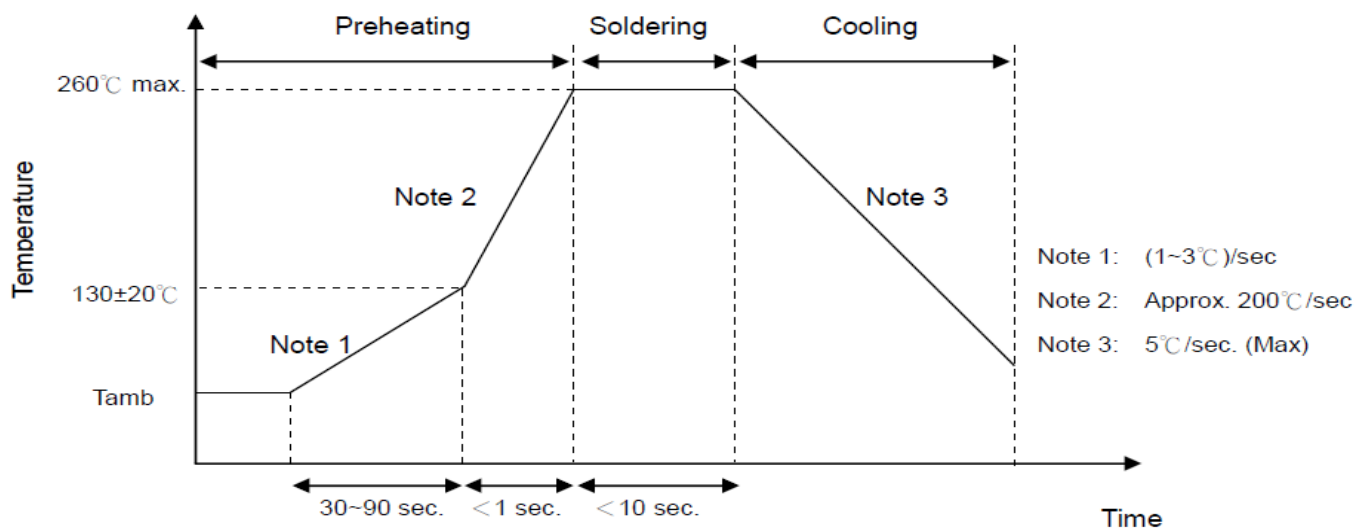 Preheating Soldering Cooling
260℃ max.
Temperature
Note 2
Note 3
130±20℃
Note 1
Tamb
Note 1: (1~3℃)/sec
Note 2: Approx. 200℃/sec
Note 3: 5℃/sec. (Max)
30~90 sec. <1 sec. <10 sec.
Time